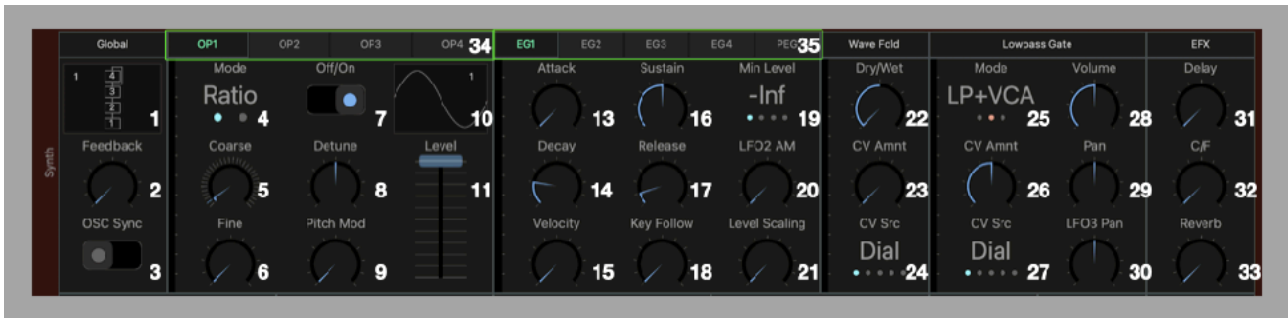 Global OP1 OP2 OP3 OP4 34 EG1 EG2 EG3 EG4 PEG 35 Wave Fold Lowpass Gate EFX
Mode Off/On Attack Sustain Min Level Dry/Wet Mode Volume Delay
1 4 3 2 1 1 Ratio 4 7 1 10 13 16 -Inf 19 22 LP+VCA 25 28 31
Feedback Coarse Detune Level Decay Release LFO2 AM CV Amnt CV Amnt Pan C/F
2 5 8 11 14 17 20 23 26 29 32
Synth
OSC Sync Fine Pitch Mod Velocity Key Follow Level Scaling CV Src CV Src LFO3 Pan Reverb
3 6 9 15 18 21 Dial 24 Dial 27 30 33